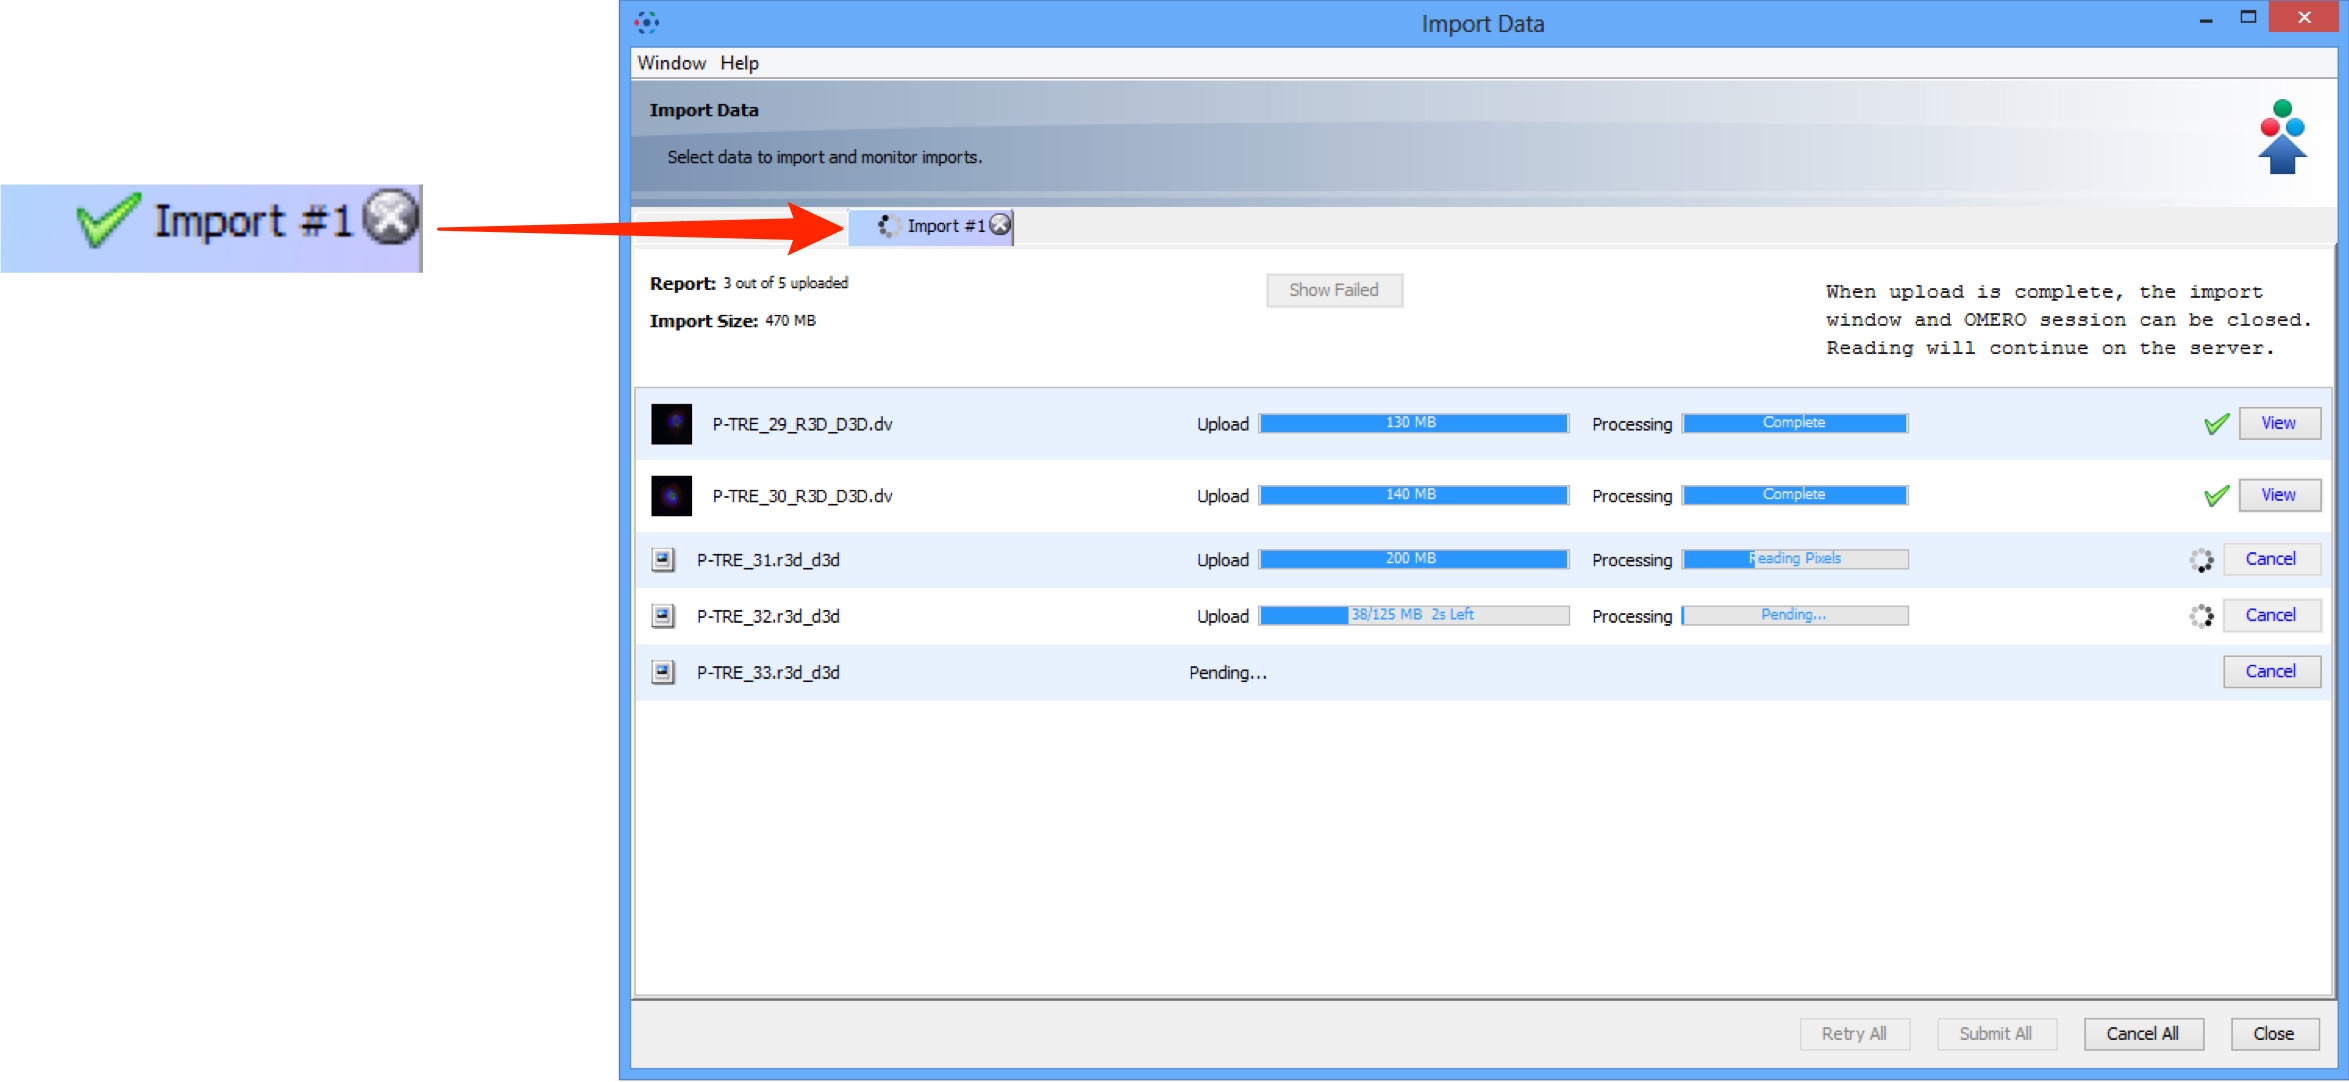 Import Data
Window Help
Import Data
Select data to import and monitor imports.
Import #1
Import #1
Report: 3 out of 5 uploaded
Show Failed
Import Size: 470 MB
When upload is complete, the import
window and OMERO session can be closed.
Reading will continue on the server.
P-TRE_29_R3D_D3D.dv Upload 130 MB Processing Complete View
P-TRE_30_R3D_D3D.dv Upload 140 MB Processing Complete View
P-TRE_31.r3d_d3d Upload 200 MB Processing Reading Pixels Cancel
P-TRE_32.r3d_d3d Upload 38/125 MB 2s Left Processing Pending... Cancel
P-TRE_33.r3d_d3d Pending... Cancel
Retry All Submit All Cancel All Close